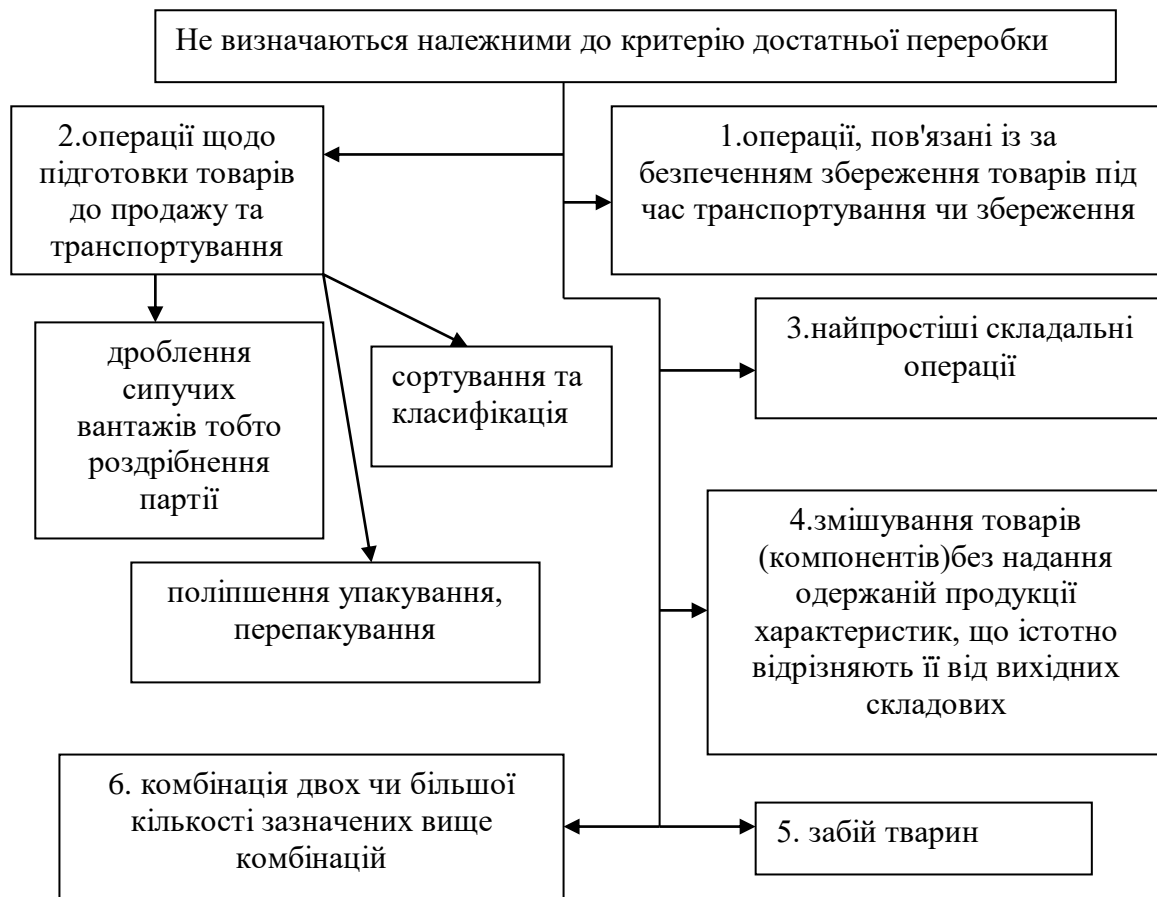 Не визначаються належними до критерію достатньої переробки
2.операції щодо
підготовки товарів
до продажу та
транспортування
1.операції, пов'язані із за
безпеченням збереження товарів під
час транспортування чи збереження
3.найпростіші складальні
операції
дроблення
сипучих
вантажів тобто
роздрібнення
партії
сортування та
класифікація
4.змішування товарів
(компонентів)без надання
одержаній продукції
характеристик, що істотно
відрізняють її від вихідних
складових
поліпшення упакування,
перепакування
6. комбінація двох чи більшої
кількості зазначених вище
комбінацій
5. забій тварин